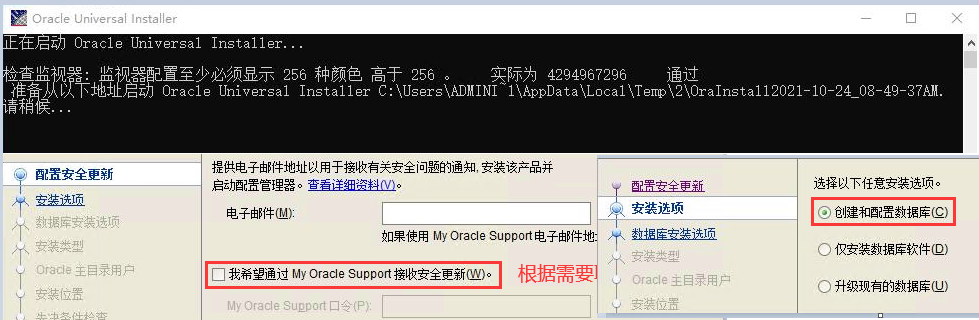 Oracle Universal Installer
正在启动 Oracle Universal Installer...
检查监视器: 监视器配置至少必须显示 256 种颜色 高于 256 。 实际为 4294967296 通过
准备从以下地址启动 Oracle Universal Installer C:\Users\ADMINI~1\AppData\Local\Temp\2\OraInstall2021-10-24_08-49-37AM.
请稍候...
配置安全更新
安装选项
数据库安装选项
安装类型
Oracle 主目录用户
安装位置
先决条件检查
提供电子邮件地址以用于接收有关安全问题的通知, 安装该产品并
启动配置管理器。查看详细资料(V)。
电子邮件(M):
如果使用 My Oracle Support 电子邮件地
我希望通过 My Oracle Support 接收安全更新(W)。
根据需要
My Oracle Support 口令(P):
配置安全更新
安装选项
数据库安装选项
安装类型
Oracle 主目录用户
安装位置
选择以下任意安装选项。
创建和配置数据库(C)
仅安装数据库软件(D)
升级现有的数据库(U)